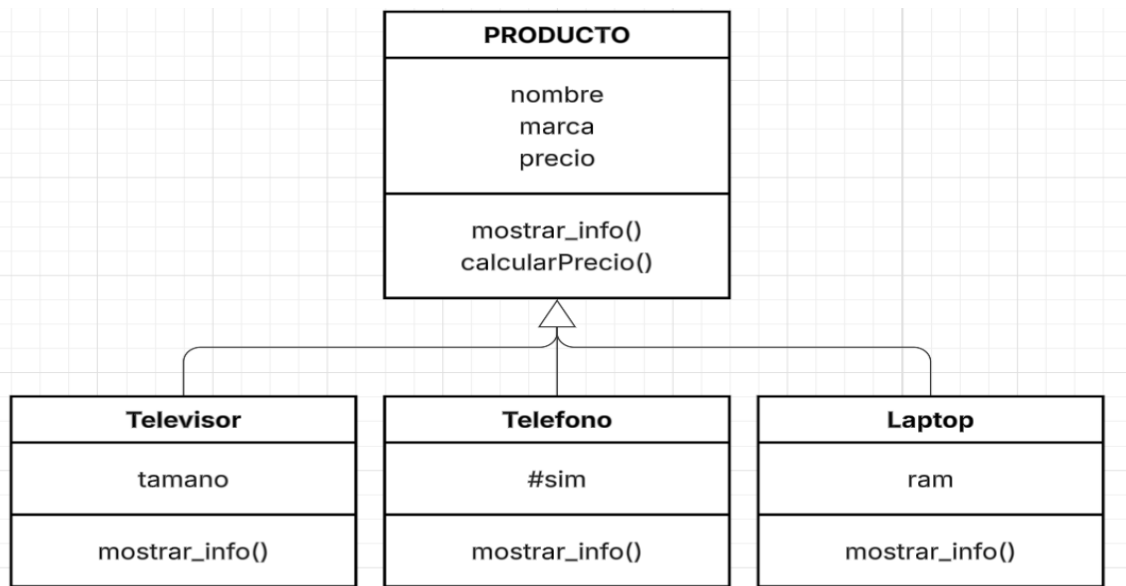 PRODUCTO
nombre
marca
precio
mostrar_info()
calcularPrecio()
Televisor
tamano
mostrar_info()
Telefono
#sim
mostrar_info()
Laptop
ram
mostrar_info()